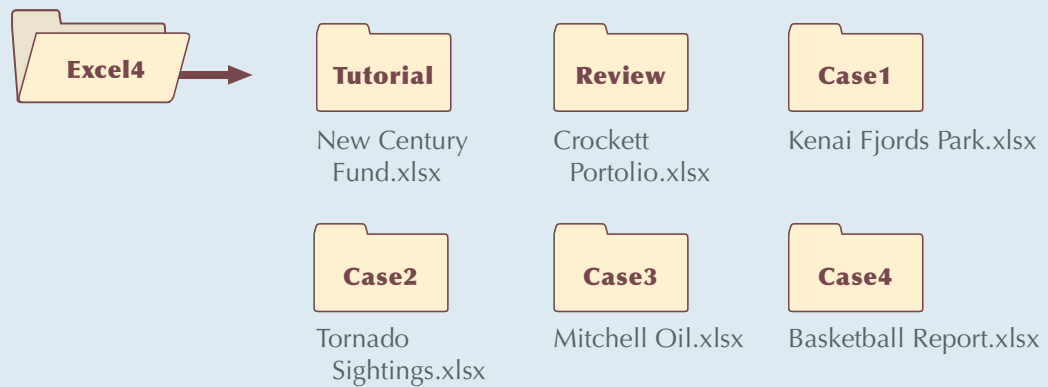 Excel4
Tutorial
New Century
Fund.xlsx
Review
Crockett
Portolio.xlsx
Case1
Kenai Fjords Park.xlsx
Case2
Tornado
Sightings.xlsx
Case3
Mitchell Oil.xlsx
Case4
Basketball Report.xlsx